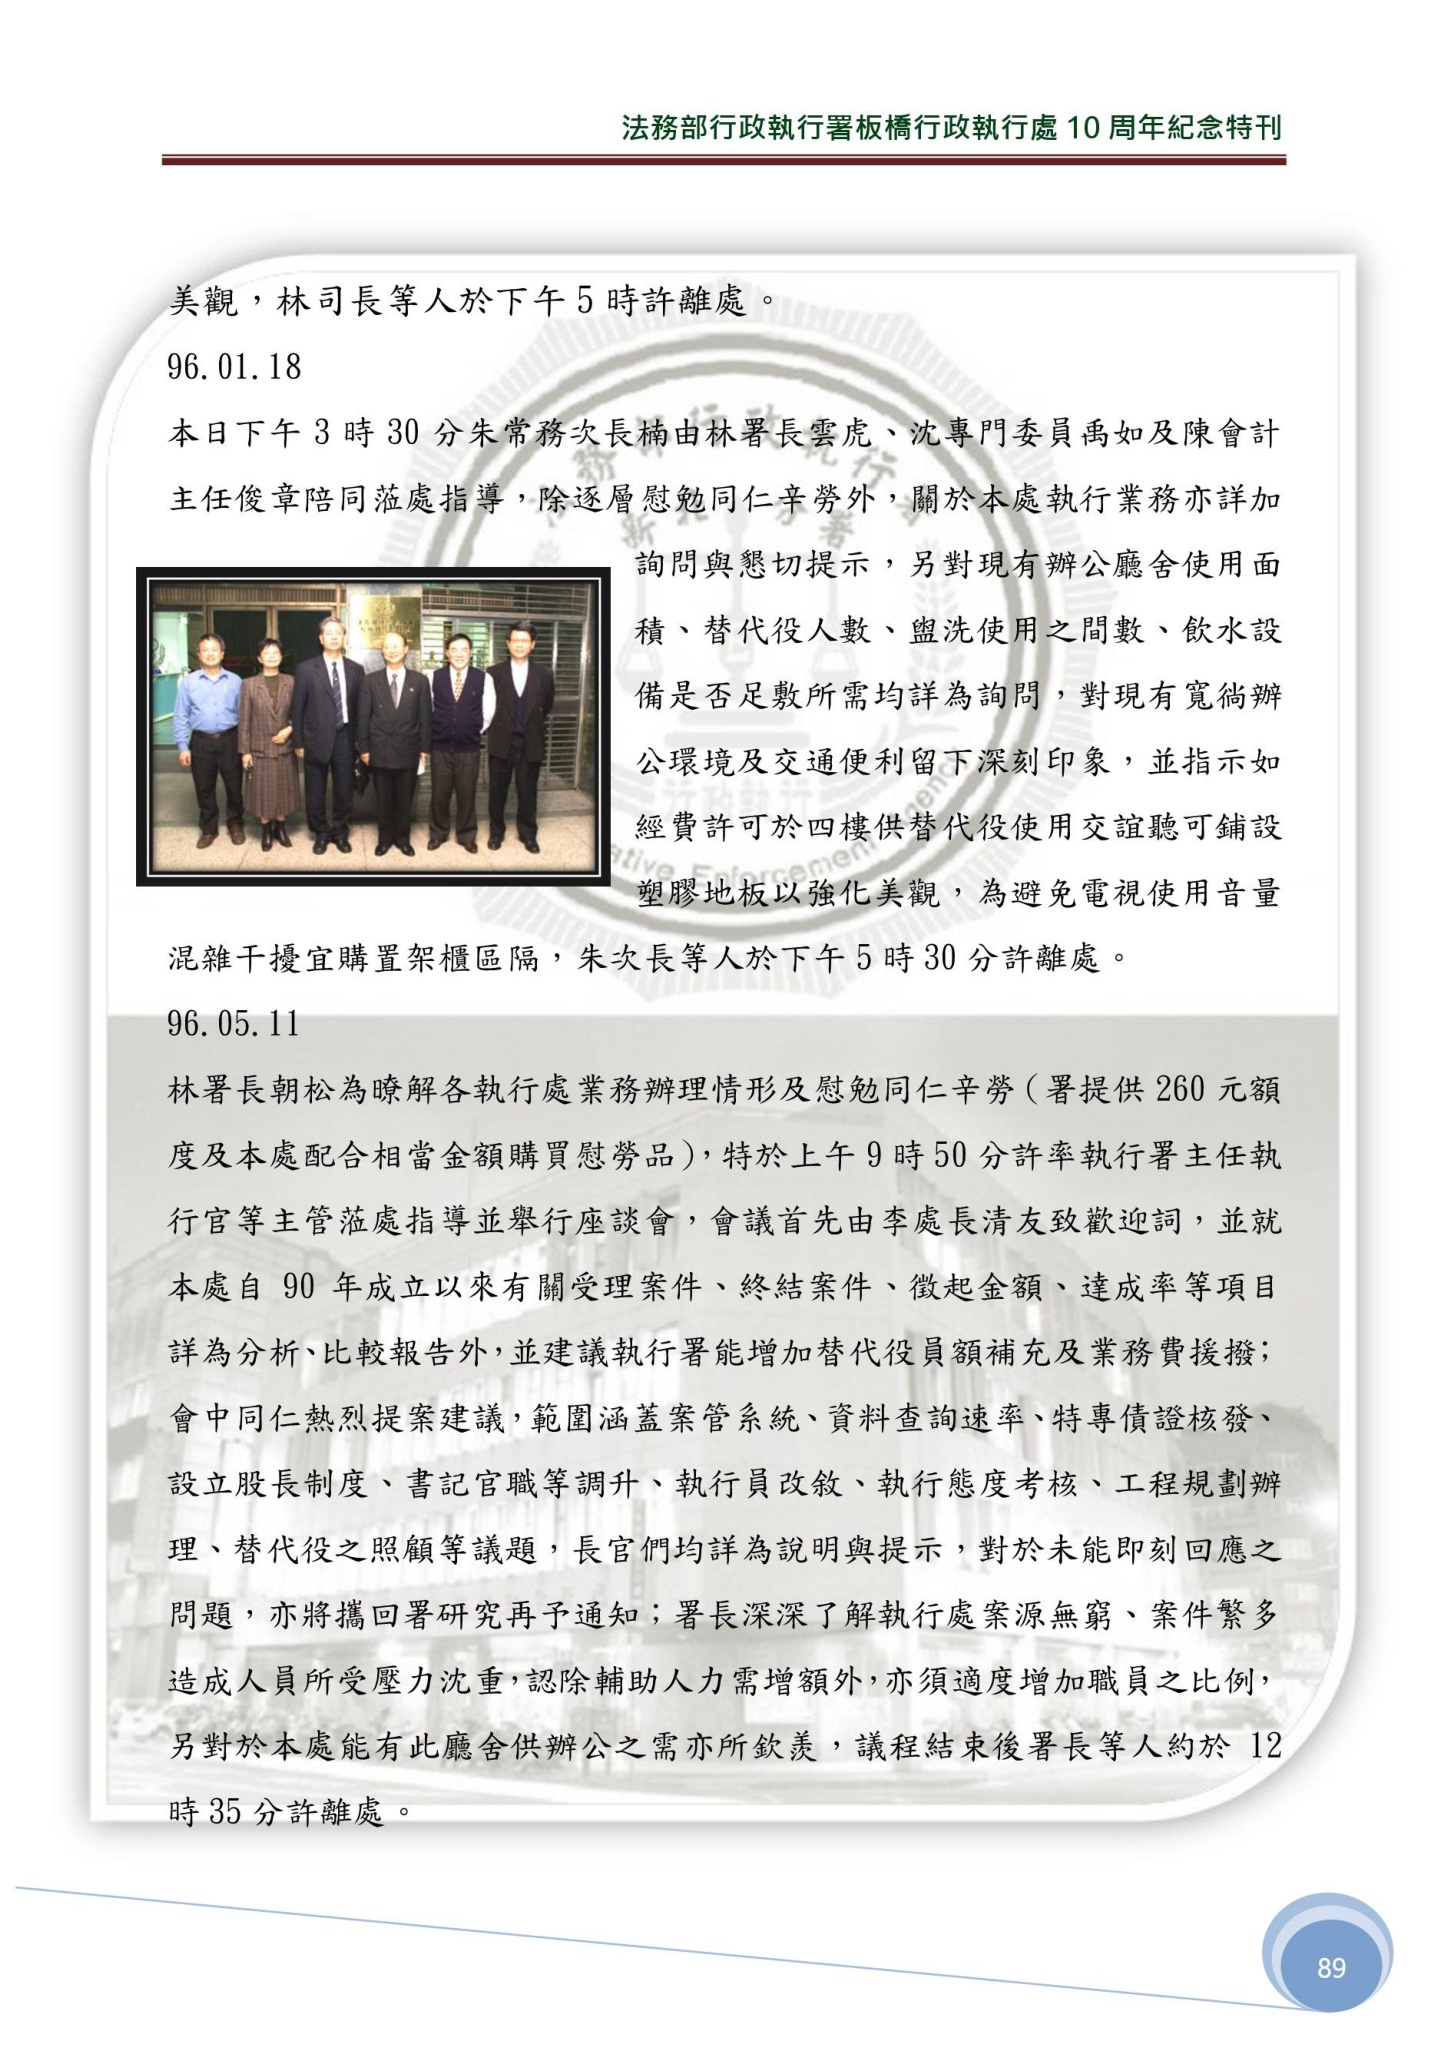 法務部行政執行署板橋行政執行處 10 周年紀念特刊
美觀，林司長等人於下午 5 時許離處。
96.01.18
本日下午 3 時 30 分朱常務次長楠由林署長雲虎、沈專門委員禹如及陳會計
主任俊章陪同蒞處指導，除逐層慰勉同仁辛勞外，關於本處執行業務亦詳加
詢問與懇切提示，另對現有辦公廳舍使用面
積、替代役人數、盥洗使用之間數、飲水設
備是否足敷所需均詳為詢問，對現有寬徜辦
公環境及交通便利留下深刻印象，並指示如
經費許可於四樓供替代役使用交誼聽可鋪設
塑膠地板以強化美觀，為避免電視使用音量
混雜干擾宜購置架櫃區隔，朱次長等人於下午 5 時 30 分許離處。
96.05.11
林署長朝松為暸解各執行處業務辦理情形及慰勉同仁辛勞（署提供 260 元額
度及本處配合相當金額購買慰勞品），特於上午 9 時 50 分許率執行署主任執
行官等主管蒞處指導並舉行座談會，會議首先由李處長清友致歡迎詞，並就
本處自 90 年成立以來有關受理案件、終結案件、徵起金額、達成率等項目
詳為分析、比較報告外，並建議執行署能增加替代役員額補充及業務費援撥；
會中同仁熱烈提案建議，範圍涵蓋案管系統、資料查詢速率、特專債證核發、
設立股長制度、書記官職等調升、執行員改敘、執行態度考核、工程規劃辦
理、替代役之照顧等議題，長官們均詳為說明與提示，對於未能即刻回應之
問題，亦將攜回署研究再予通知；署長深深了解執行處案源無窮、案件繁多
造成人員所受壓力沈重，認除輔助人力需增額外，亦須適度增加職員之比例，
另對於本處能有此廳舍供辦公之需亦所欽羨，議程結束後署長等人約於 12
時 35 分許離處。
89